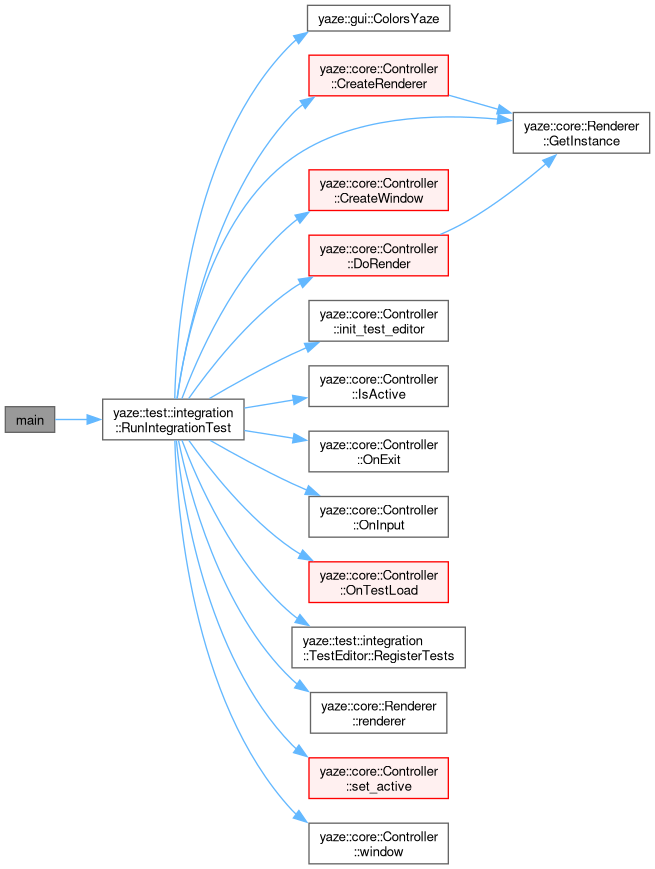 yaze::gui::ColorsYaze
yaze::core::Controller
::CreateRenderer
yaze::core::Renderer
::GetInstance
yaze::core::Controller
::CreateWindow
yaze::core::Controller
::DoRender
yaze::core::Controller
::init_test_editor
yaze::core::Controller
::IsActive
main
yaze::test::integration
::RunIntegrationTest
yaze::core::Controller
::OnExit
yaze::core::Controller
::OnInput
yaze::core::Controller
::OnTestLoad
yaze::test::integration
::TestEditor::RegisterTests
yaze::core::Renderer
::renderer
yaze::core::Controller
::set_active
yaze::core::Controller
::window